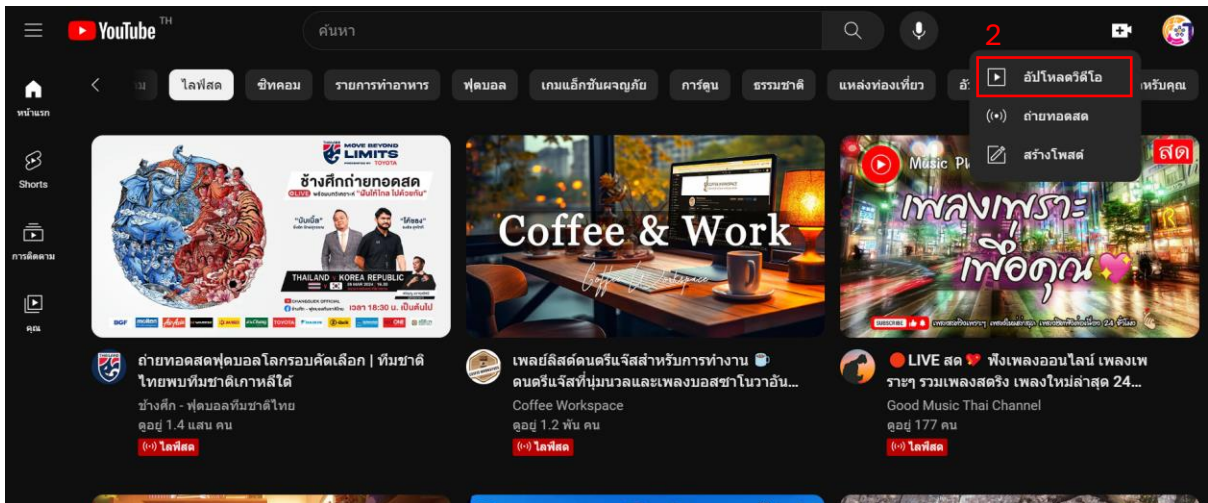 YouTube TH
ค้นหา
2
ไลฟ์สด
ซิทคอม
รายการทำอาหาร
ฟุตบอล
เกมแอ็กชันผจญภัย
การ์ตูน
ธรรมชาติ
แหล่งท่องเที่ยว
อัปโหลดวิดีโอ
ถ่ายทอดสด
สร้างโพสต์
หน้าแรก
Shorts
การติดตาม
คุณ
MOVE BEYOND
LIMITS
TOYOTA
ช้างศึกถ่ายทอดสด
THAILAND v KOREA REPUBLIC
เวลา 18:30 น. เป็นต้นไป
Coffee & Work
Coffee Workspace
สด
เพลงเพราะ
เพื่อคุณ
SUBSCRIBE
ถ่ายทอดสดฟุตบอลโลกรอบคัดเลือก | ทีมชาติ
ไทยพบทีมชาติเกาหลีใต้
ช้างศึก - ฟุตบอลทีมชาติไทย
ดูอยู่ 1.4 แสน คน
ไลฟ์สด
เพลย์ลิสต์ดนตรีแจ๊สสำหรับการทำงาน ☕
ดนตรีแจ๊สที่นุ่มนวลและเพลงบอสซาโนวาอัน...
Coffee Workspace
ดูอยู่ 1.2 พัน คน
ไลฟ์สด
🔴 LIVE สด 💖 ฟังเพลงออนไลน์ เพลงเพ
ราะๆ รวมเพลงสตริง เพลงใหม่ล่าสุด 24...
Good Music Thai Channel
ดูอยู่ 177 คน
ไลฟ์สด